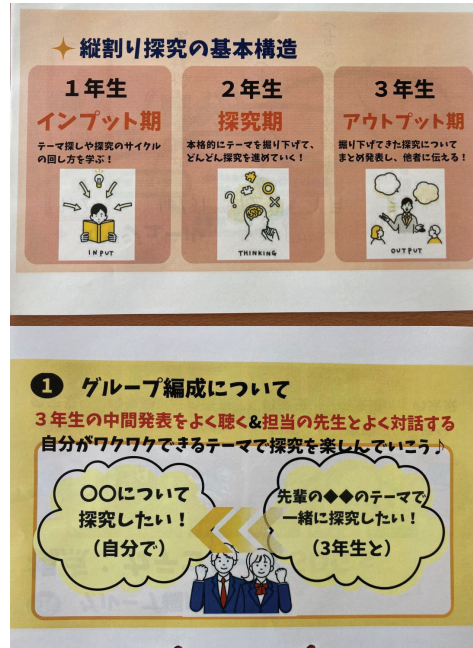 縦割り探究の基本構造
1年生
インプット期
テーマ探しや探究のサイクル
の回し方を学ぶ!
INPUT
2年生
探究期
本格的にテーマを掘り下げて、
どんどん探究を進めていく!
THINKING
3年生
アウトプット期
掘り下げてきた探究について
まとめ発表し、他者に伝える!
OUTPUT
1 グループ編成について
3年生の中間発表をよく聴く&担当の先生とよく対話する
自分がワクワクできるテーマで探究を楽しんでいこう♪
〇〇について
探究したい!
(自分で)
先輩の◆◆のテーマで
一緒に探究したい!
(3年生と)